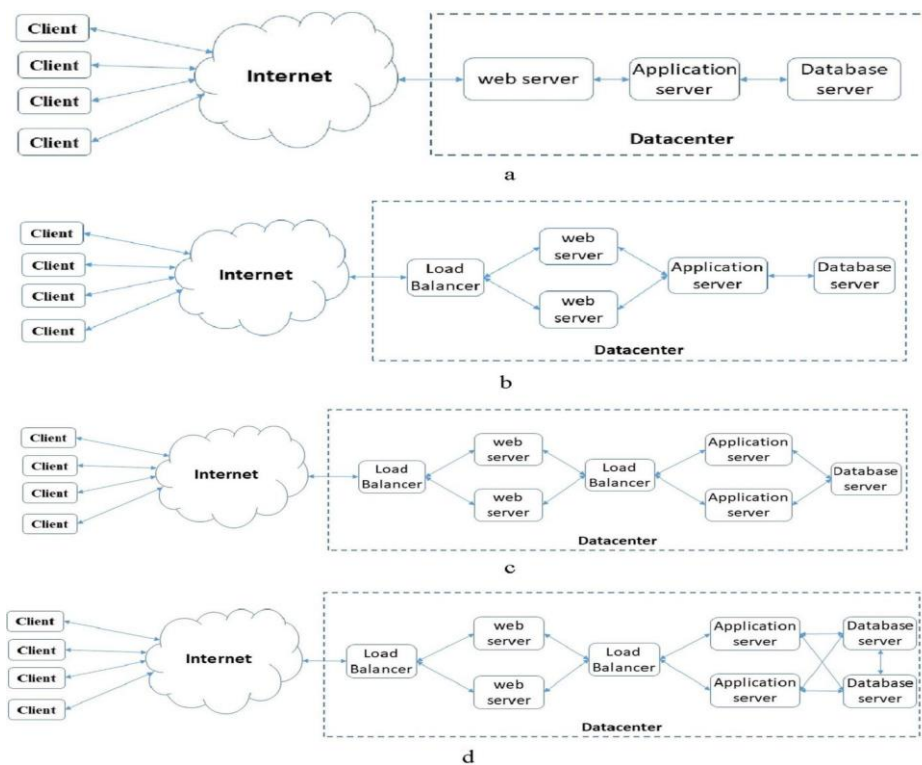 Client
Client
Client
Client
Internet
web server
Application
server
Database
server
Datacenter
a
Client
Client
Client
Client
Internet
Load
Balancer
web
server
web
server
Application
server
Database
server
Datacenter
b
Client
Client
Client
Client
Internet
Load
Balancer
web
server
web
server
Load
Balancer
Application
server
Application
server
Database
server
Datacenter
c
Client
Client
Client
Client
Internet
Load
Balancer
web
server
web
server
Load
Balancer
Application
server
Application
server
Database
server
Database
server
Datacenter
d